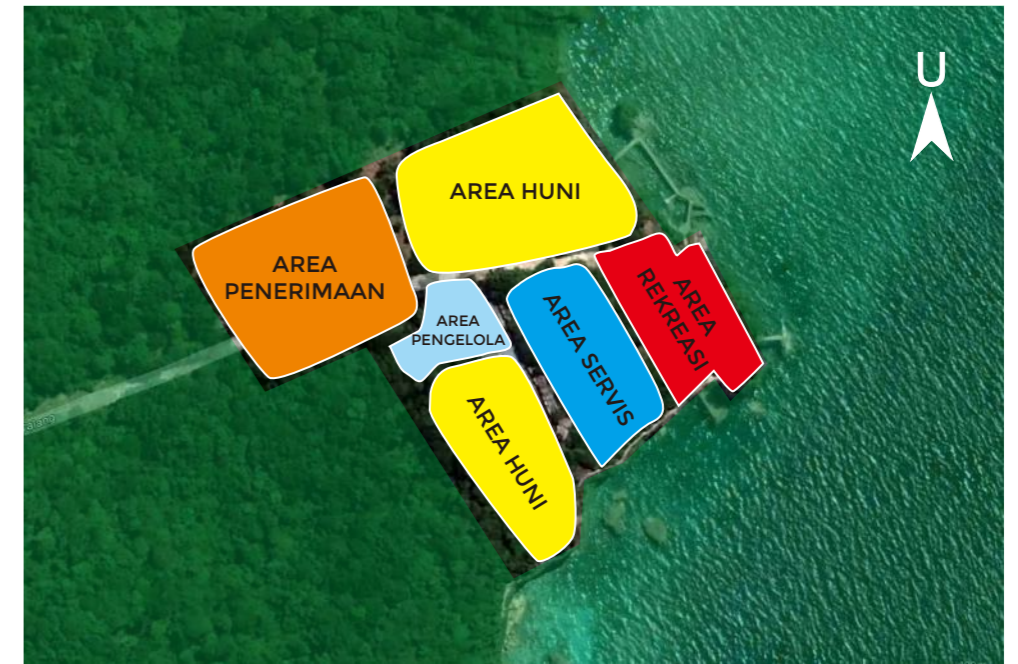 U
AREA HUNI
AREA
PENERIMAAN
AREA
PENGELOLA
AREA SERVIS
AREA
REKREASI
AREA HUNI